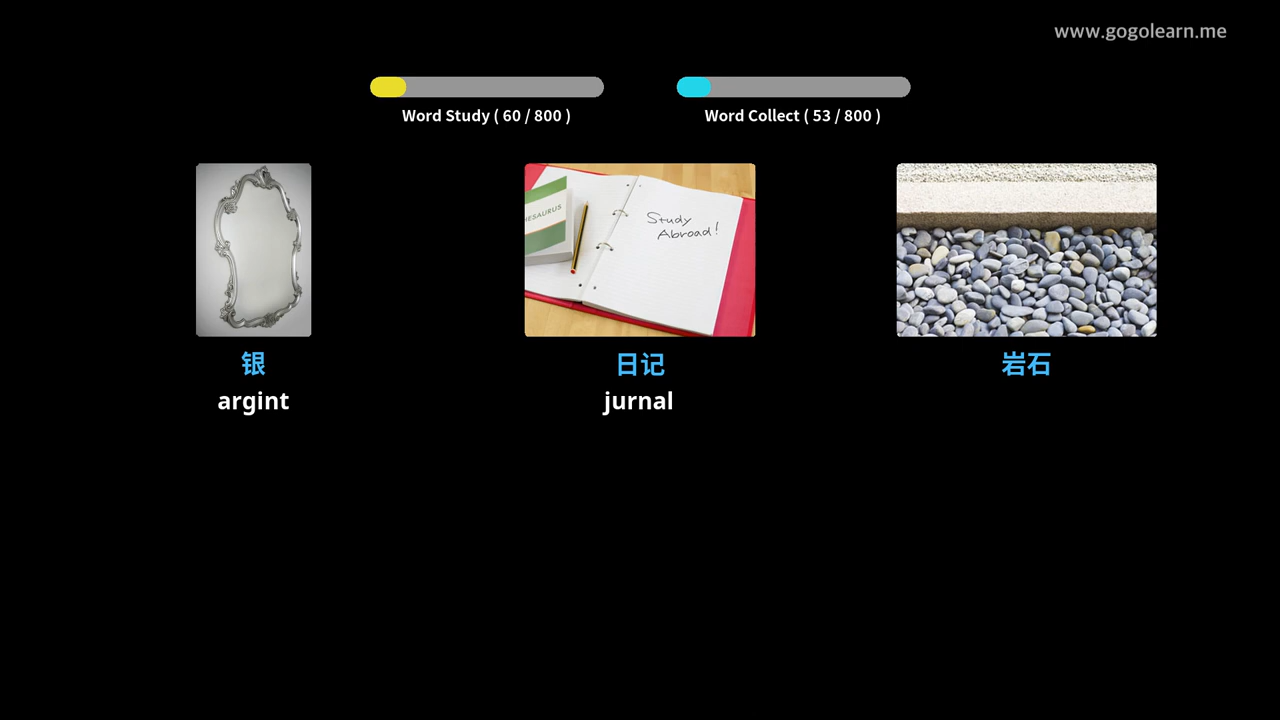 www.gogolearn.me
Word Study ( 60 / 800 )
Word Collect ( 53 / 800 )
HESAURUS
Study
Abroad!
银
日记
岩石
argint
jurnal